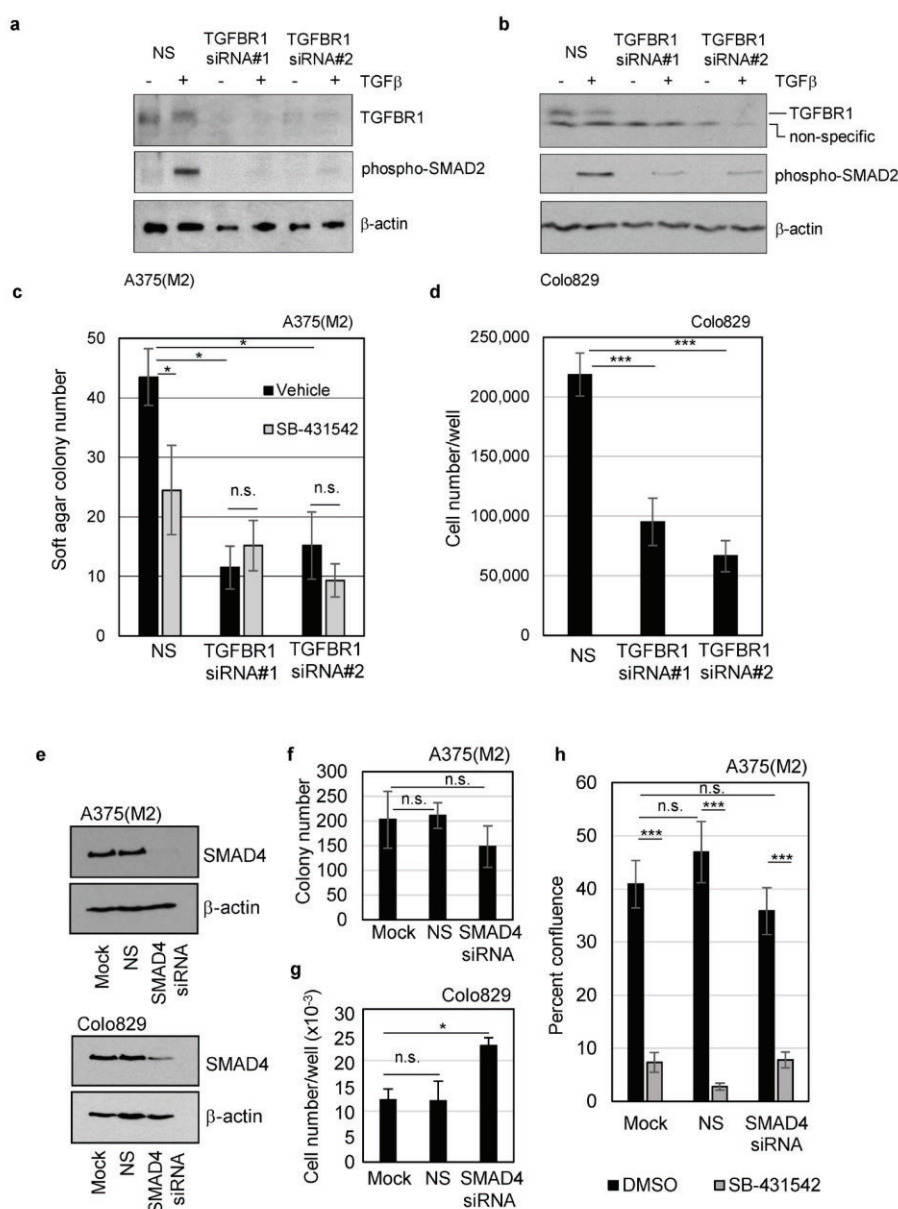 a
NS
TGFBR1
siRNA#1
TGFBR1
siRNA#2
- + - + - + TGFβ
TGFBR1
phospho-SMAD2
β-actin
A375(M2)
b
NS
TGFBR1
siRNA#1
TGFBR1
siRNA#2
- + - + - + TGFβ
TGFBR1
non-specific
phospho-SMAD2
β-actin
Colo829
c
A375(M2)
Soft agar colony number
50
40
30
20
10
0
*
*
*
n.s.
n.s.
Vehicle
SB-431542
NS
TGFBR1
siRNA#1
TGFBR1
siRNA#2
d
Colo829
Cell number/well
250,000
200,000
150,000
100,000
50,000
0
***
***
NS
TGFBR1
siRNA#1
TGFBR1
siRNA#2
e
A375(M2)
SMAD4
β-actin
Mock
NS
SMAD4
siRNA
Colo829
SMAD4
β-actin
Mock
NS
SMAD4
siRNA
f
A375(M2)
Colony number
300
250
200
150
100
50
0
n.s.
n.s.
Mock
NS
SMAD4
siRNA
g
Colo829
Cell number/well (x10⁻³)
30
25
20
15
10
5
0
*
n.s.
Mock
NS
SMAD4
siRNA
h
A375(M2)
Percent confluence
60
50
40
30
20
10
0
n.s.
n.s.
***
***
***
Mock
NS
SMAD4
siRNA
DMSO
SB-431542